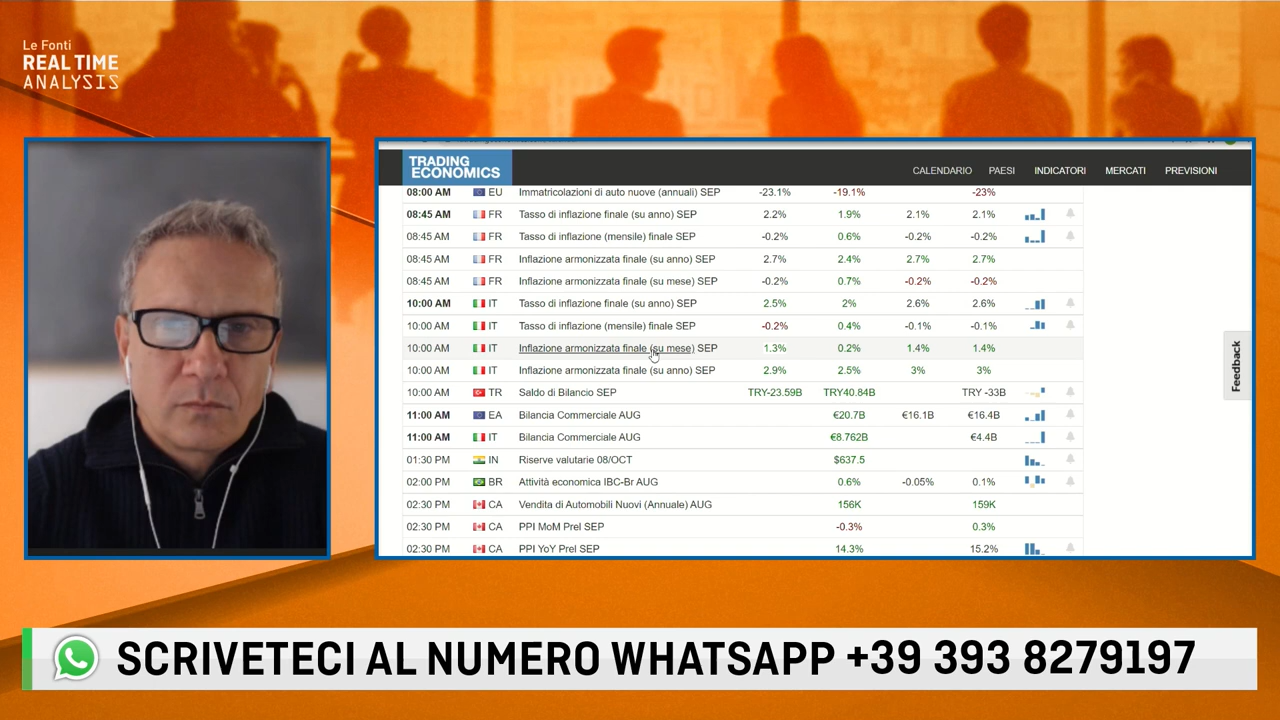 Le Fonti
REAL TIME
ANALYSIS
TRADING
ECONOMICS
CALENDARIO PAESI INDICATORI MERCATI PREVISIONI
08:00 AM EU Immatricolazioni di auto nuove (annuali) SEP -23.1% -19.1% -23%
08:45 AM FR Tasso di inflazione finale (su anno) SEP 2.2% 1.9% 2.1% 2.1%
08:45 AM FR Tasso di inflazione (mensile) finale SEP -0.2% 0.6% -0.2% -0.2%
08:45 AM FR Inflazione armonizzata finale (su anno) SEP 2.7% 2.4% 2.7% 2.7%
08:45 AM FR Inflazione armonizzata finale (su mese) SEP -0.2% 0.7% -0.2% -0.2%
10:00 AM IT Tasso di inflazione finale (su anno) SEP 2.5% 2% 2.6% 2.6%
10:00 AM IT Tasso di inflazione (mensile) finale SEP -0.2% 0.4% -0.1% -0.1%
10:00 AM IT Inflazione armonizzata finale (su mese) SEP 1.3% 0.2% 1.4% 1.4%
10:00 AM IT Inflazione armonizzata finale (su anno) SEP 2.9% 2.5% 3% 3%
10:00 AM TR Saldo di Bilancio SEP TRY-23.59B TRY40.84B TRY -33B
11:00 AM EA Bilancia Commerciale AUG €20.7B €16.1B €16.4B
11:00 AM IT Bilancia Commerciale AUG €8.762B €4.4B
01:30 PM IN Riserve valutarie 08/OCT $637.5
02:00 PM BR Attività economica IBC-Br AUG 0.6% -0.05% 0.1%
02:30 PM CA Vendita di Automobili Nuovi (Annuale) AUG 156K 159K
02:30 PM CA PPI MoM Prel SEP -0.3% 0.3%
02:30 PM CA PPI YoY Prel SEP 14.3% 15.2%
Feedback
SCRIVETECI AL NUMERO WHATSAPP +39 393 8279197